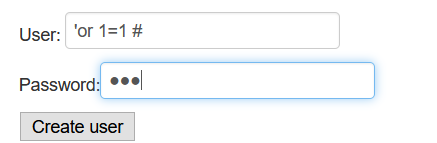 User: 'or 1=1 #
Password: •••
Create user